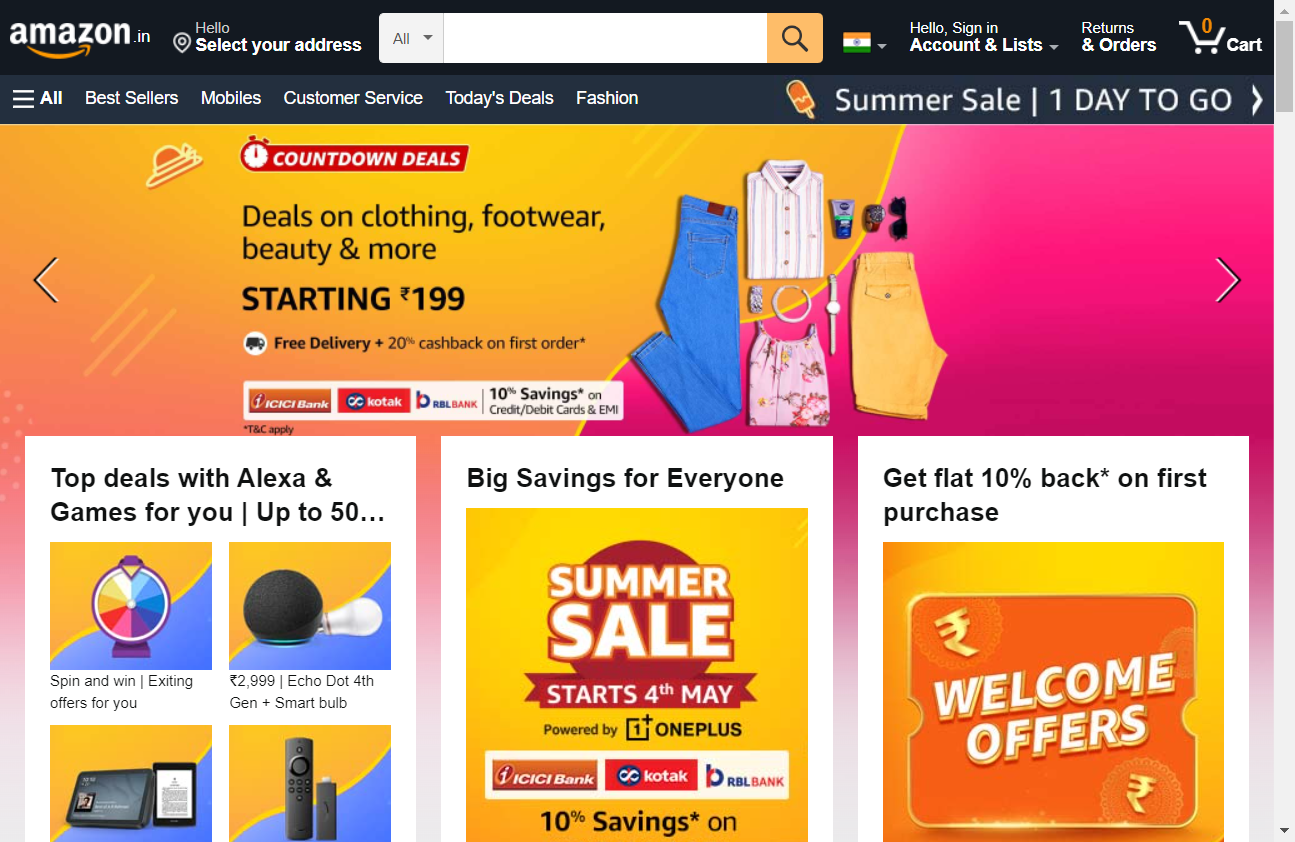 amazon.in
Hello
Select your address
All
Hello, Sign in
Account & Lists
Returns
& Orders
0
Cart
All
Best Sellers
Mobiles
Customer Service
Today's Deals
Fashion
Summer Sale | 1 DAY TO GO
COUNTDOWN DEALS
Deals on clothing, footwear,
beauty & more
STARTING ₹199
Free Delivery + 20% cashback on first order*
ICICI Bank
kotak
RBLBANK
10% Savings* on
Credit/Debit Cards & EMI
*T&C apply
Top deals with Alexa &
Games for you | Up to 50…
Spin and win | Exiting
offers for you
₹2,999 | Echo Dot 4th
Gen + Smart bulb
Big Savings for Everyone
SUMMER
SALE
STARTS 4th MAY
Powered by 1+ ONEPLUS
ICICI Bank
kotak
RBLBANK
10% Savings* on
Get flat 10% back* on first
purchase
₹
WELCOME
OFFERS
₹